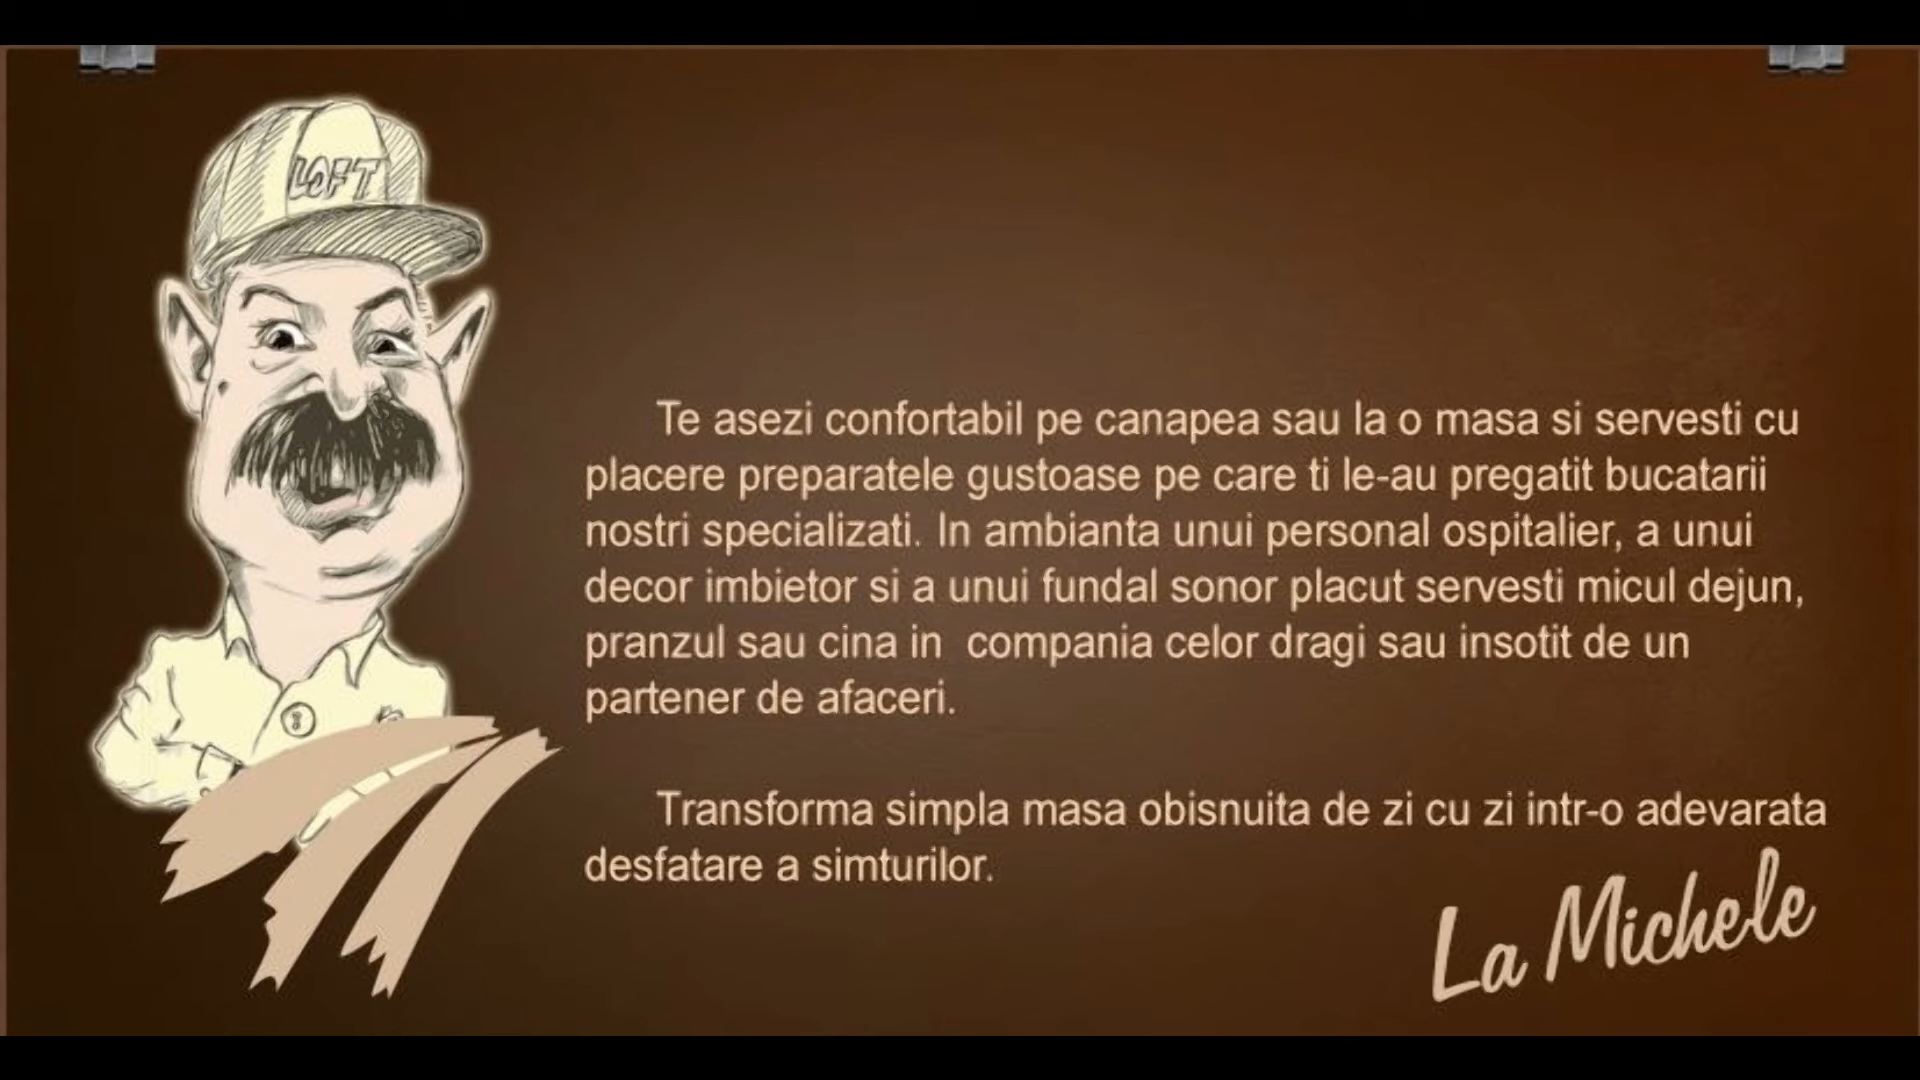 LOFT
Te asezi confortabil pe canapea sau la o masa si servesti cu
placere preparatele gustoase pe care ti le-au pregatit bucatarii
nostri specializati. In ambianta unui personal ospitalier, a unui
decor imbietor si a unui fundal sonor placut servesti micul dejun,
pranzul sau cina in compania celor dragi sau insotit de un
partener de afaceri.
Transforma simpla masa obisnuita de zi cu zi intr-o adevarata
desfatare a simturilor.
La Michele